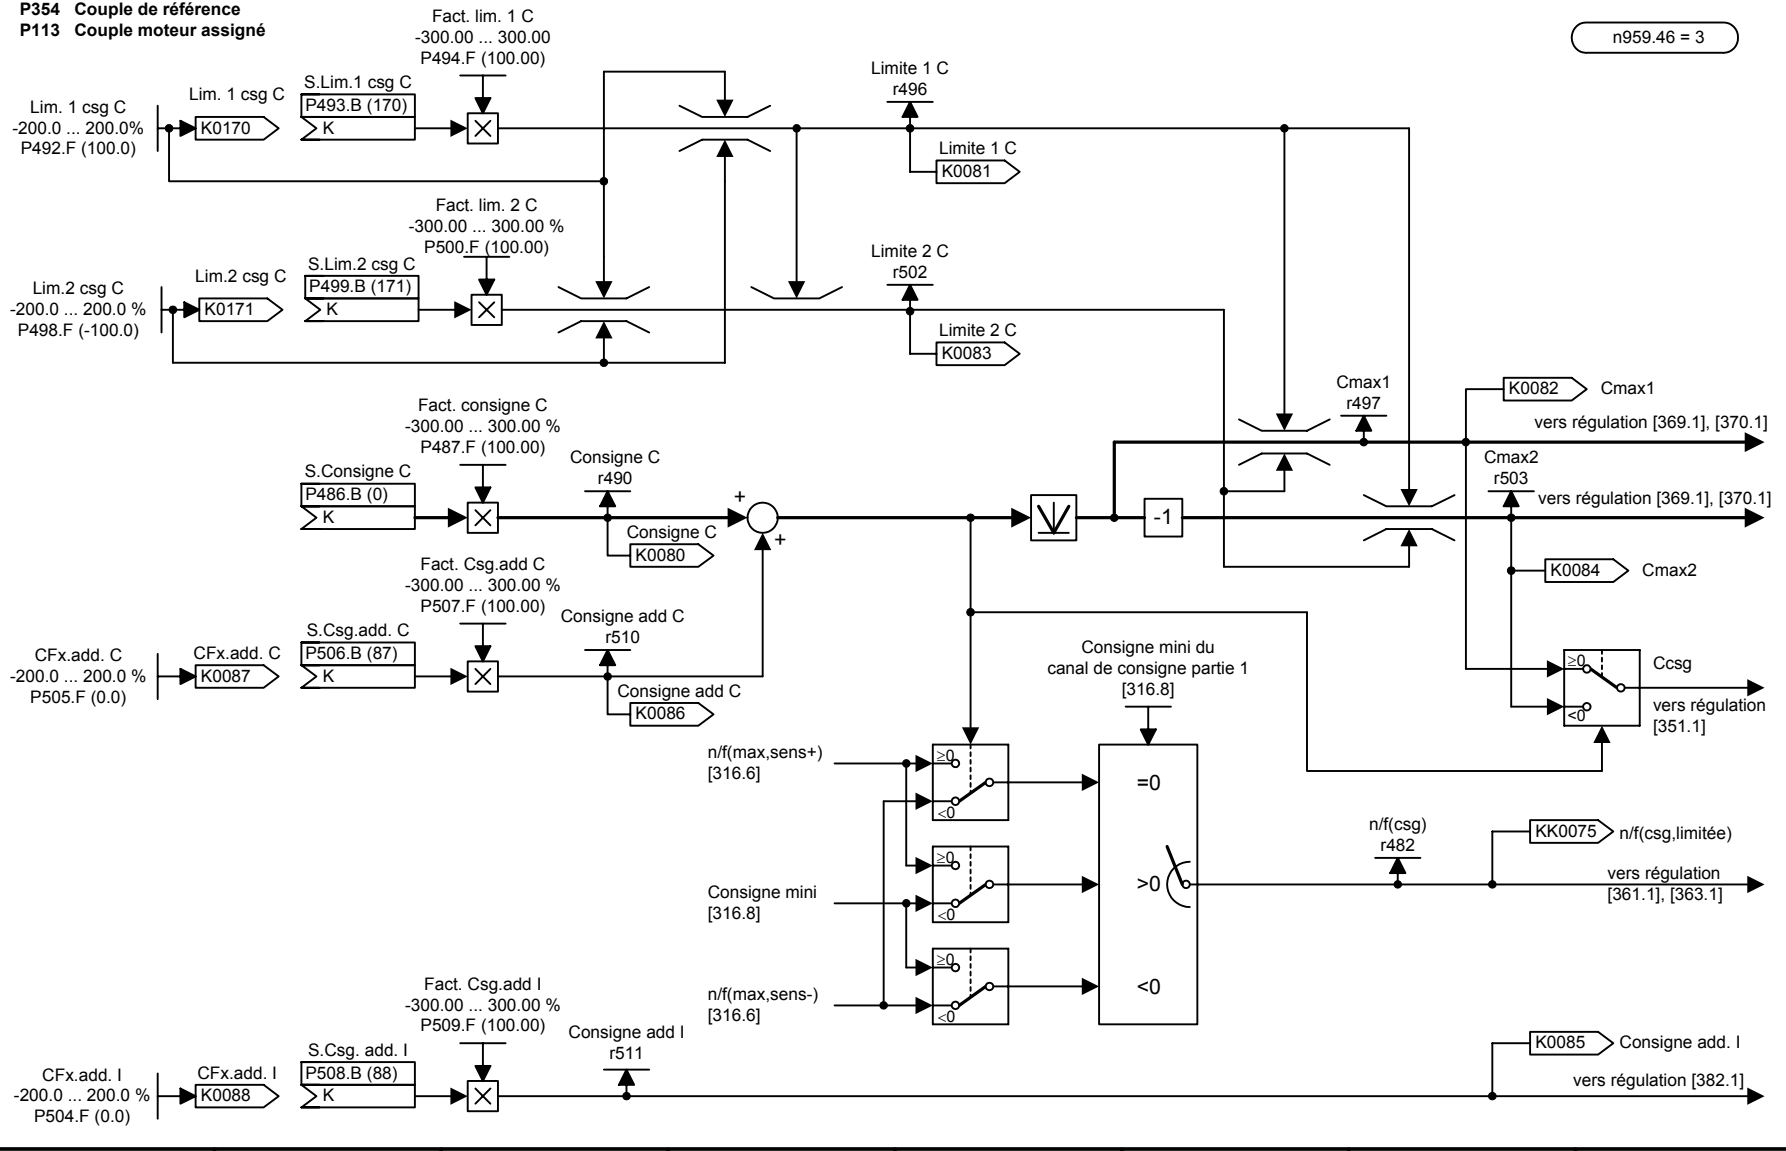 P354 Couple de référence
P113 Couple moteur assigné
n959.46 = 3
Fact. lim. 1 C
-300.00 ... 300.00
P494.F (100.00)
Lim. 1 csg C
-200.0 ... 200.0%
P492.F (100.0)
Lim. 1 csg C
K0170
S.Lim.1 csg C
P493.B (170)
K
Limite 1 C
r496
Limite 1 C
K0081
Fact. lim. 2 C
-300.00 ... 300.00 %
P500.F (100.00)
Lim.2 csg C
-200.0 ... 200.0 %
P498.F (-100.0)
Lim.2 csg C
K0171
S.Lim.2 csg C
P499.B (171)
K
Limite 2 C
r502
Limite 2 C
K0083
Fact. consigne C
-300.00 ... 300.00 %
P487.F (100.00)
S.Consigne C
P486.B (0)
K
Consigne C
r490
Consigne C
K0080
+
+
-1
Cmax1
r497
K0082
Cmax1
vers régulation [369.1], [370.1]
Cmax2
r503
vers régulation [369.1], [370.1]
K0084
Cmax2
Fact. Csg.add C
-300.00 ... 300.00 %
P507.F (100.00)
CFx.add. C
-200.0 ... 200.0 %
P505.F (0.0)
CFx.add. C
K0087
S.Csg.add. C
P506.B (87)
K
Consigne add C
r510
Consigne add C
K0086
Consigne mini du
canal de consigne partie 1
[316.8]
≥0
<0
Ccsg
vers régulation
[351.1]
n/f(max,sens+)
[316.6]
≥0
<0
=0
Consigne mini
[316.8]
≥0
<0
>0
n/f(max,sens-)
[316.6]
≥0
<0
<0
n/f(csg)
r482
KK0075
n/f(csg,limitée)
vers régulation
[361.1], [363.1]
Fact. Csg.add I
-300.00 ... 300.00 %
P509.F (100.00)
CFx.add. I
-200.0 ... 200.0 %
P504.F (0.0)
CFx.add. I
K0088
S.Csg. add. I
P508.B (88)
K
Consigne add I
r511
K0085
Consigne add. I
vers régulation [382.1]